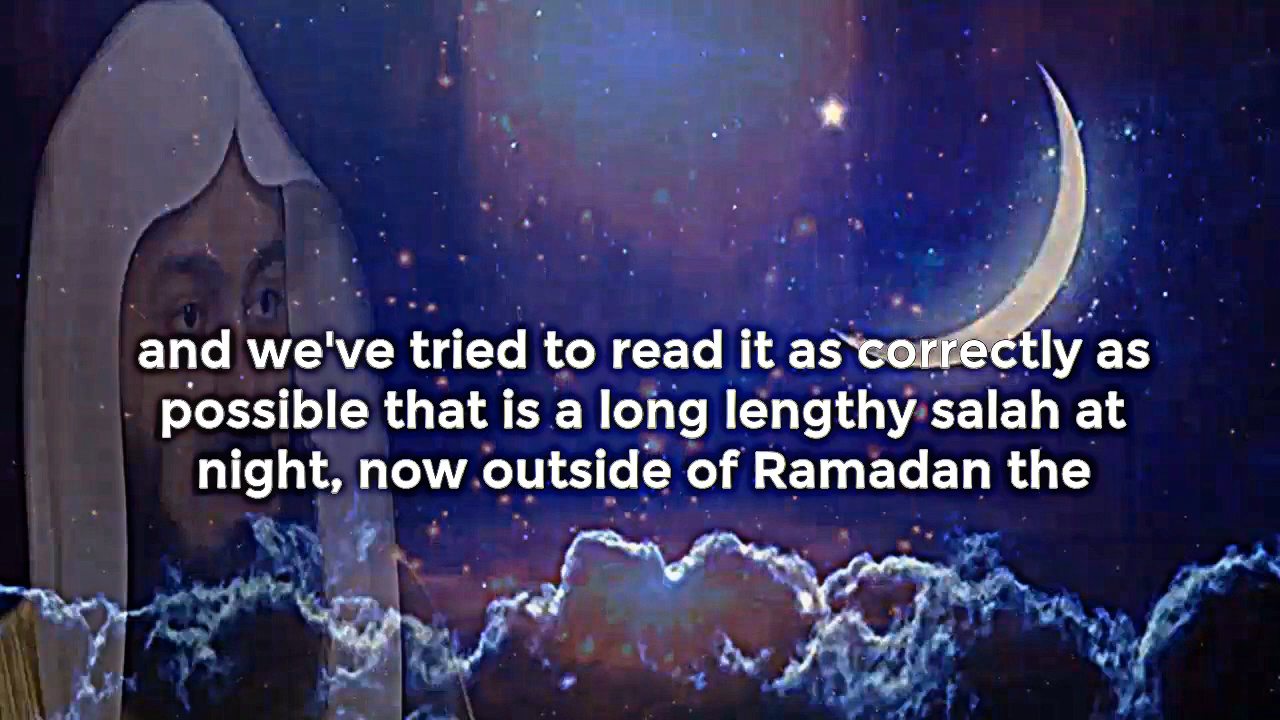 and we've tried to read it as correctly as
possible that is a long lengthy salah at
night, now outside of Ramadan the